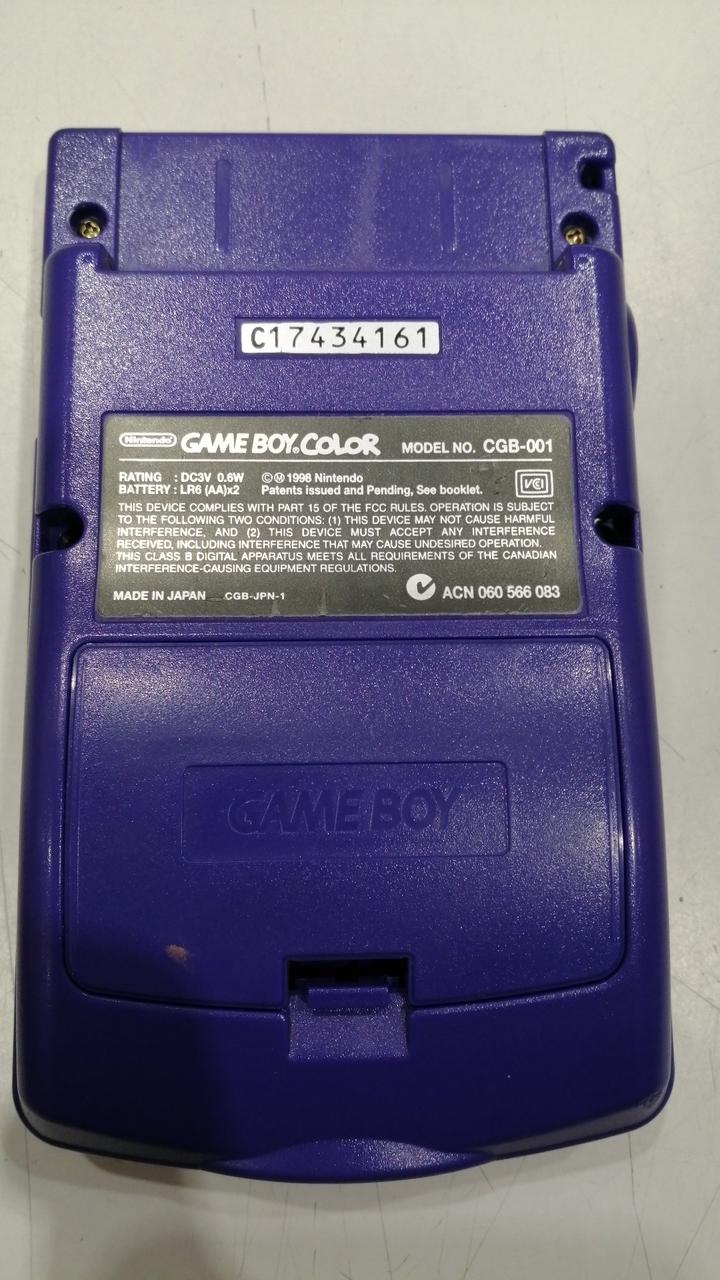 C17434161
Nintendo GAME BOY COLOR MODEL NO. CGB-001
RATING : DC3V 0.6W ©Ⓜ1998 Nintendo
BATTERY : LR6 (AA)x2 Patents issued and Pending, See booklet.
VCI
THIS DEVICE COMPLIES WITH PART 15 OF THE FCC RULES. OPERATION IS SUBJECT
TO THE FOLLOWING TWO CONDITIONS: (1) THIS DEVICE MAY NOT CAUSE HARMFUL
INTERFERENCE, AND (2) THIS DEVICE MUST ACCEPT ANY INTERFERENCE
RECEIVED, INCLUDING INTERFERENCE THAT MAY CAUSE UNDESIRED OPERATION.
THIS CLASS B DIGITAL APPARATUS MEETS ALL REQUIREMENTS OF THE CANADIAN
INTERFERENCE-CAUSING EQUIPMENT REGULATIONS.
MADE IN JAPAN CGB-JPN-1 ACN 060 566 083
GAME BOY